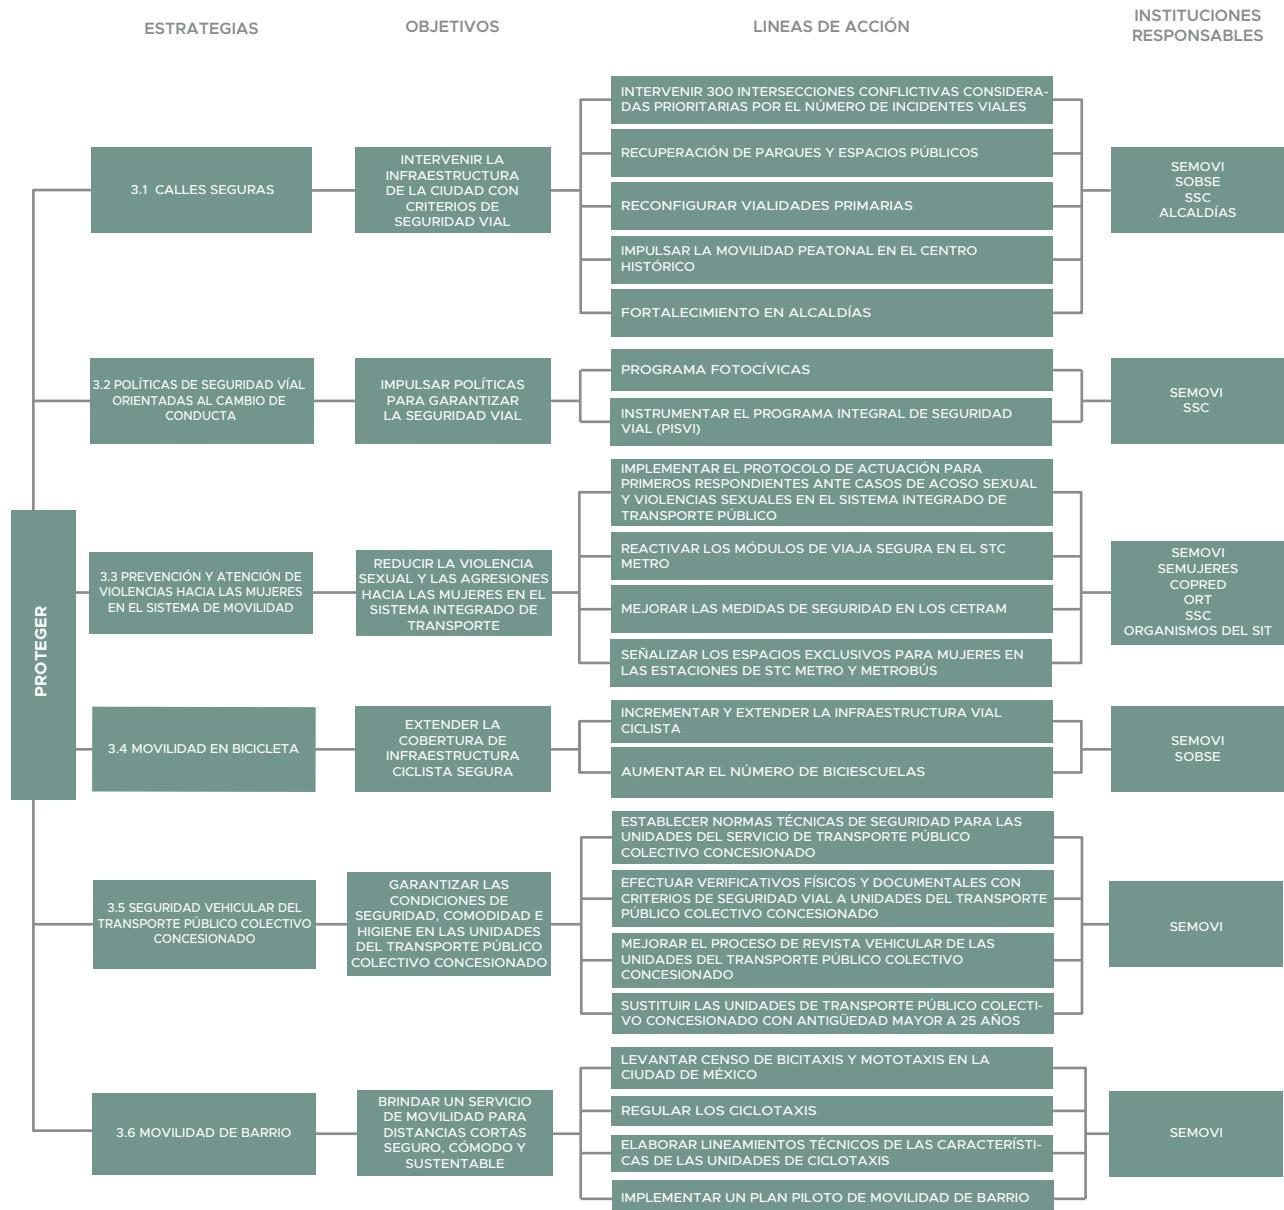 ESTRATEGIAS
OBJETIVOS
LINEAS DE ACCIÓN
INSTITUCIONES
RESPONSABLES
PROTEGER
3.1 CALLES SEGURAS
INTERVENIR LA
INFRAESTRUCTURA
DE LA CIUDAD CON
CRITERIOS DE
SEGURIDAD VIAL
INTERVENIR 300 INTERSECCIONES CONFLICTIVAS CONSIDERA-
DAS PRIORITARIAS POR EL NÚMERO DE INCIDENTES VIALES
RECUPERACIÓN DE PARQUES Y ESPACIOS PÚBLICOS
RECONFIGURAR VIALIDADES PRIMARIAS
IMPULSAR LA MOVILIDAD PEATONAL EN EL CENTRO
HISTÓRICO
FORTALECIMIENTO EN ALCALDÍAS
SEMOVI
SOBSE
SSC
ALCALDÍAS
3.2 POLÍTICAS DE SEGURIDAD VÍAL
ORIENTADAS AL CAMBIO DE
CONDUCTA
IMPULSAR POLÍTICAS
PARA GARANTIZAR
LA SEGURIDAD VIAL
PROGRAMA FOTOCÍVICAS
INSTRUMENTAR EL PROGRAMA INTEGRAL DE SEGURIDAD
VIAL (PISVI)
SEMOVI
SSC
3.3 PREVENCIÓN Y ATENCIÓN DE
VIOLENCIAS HACIA LAS MUJERES
EN EL SISTEMA DE MOVILIDAD
REDUCIR LA VIOLENCIA
SEXUAL Y LAS AGRESIONES
HACIA LAS MUJERES EN EL
SISTEMA INTEGRADO DE
TRANSPORTE
IMPLEMENTAR EL PROTOCOLO DE ACTUACIÓN PARA
PRIMEROS RESPONDIENTES ANTE CASOS DE ACOSO SEXUAL
Y VIOLENCIAS SEXUALES EN EL SISTEMA INTEGRADO DE
TRANSPORTE PÚBLICO
REACTIVAR LOS MÓDULOS DE VIAJA SEGURA EN EL STC
METRO
MEJORAR LAS MEDIDAS DE SEGURIDAD EN LOS CETRAM
SEÑALIZAR LOS ESPACIOS EXCLUSIVOS PARA MUJERES EN
LAS ESTACIONES DE STC METRO Y METROBÚS
SEMOVI
SEMUJERES
COPRED
ORT
SSC
ORGANISMOS DEL SIT
3.4 MOVILIDAD EN BICICLETA
EXTENDER LA
COBERTURA DE
INFRAESTRUCTURA
CICLISTA SEGURA
INCREMENTAR Y EXTENDER LA INFRAESTRUCTURA VIAL
CICLISTA
AUMENTAR EL NÚMERO DE BICIESCUELAS
SEMOVI
SOBSE
3.5 SEGURIDAD VEHICULAR DEL
TRANSPORTE PÚBLICO COLECTIVO
CONCESIONADO
GARANTIZAR LAS
CONDICIONES DE
SEGURIDAD, COMODIDAD E
HIGIENE EN LAS UNIDADES
DEL TRANSPORTE PÚBLICO
COLECTIVO CONCESIONADO
ESTABLECER NORMAS TÉCNICAS DE SEGURIDAD PARA LAS
UNIDADES DEL SERVICIO DE TRANSPORTE PÚBLICO
COLECTIVO CONCESIONADO
EFECTUAR VERIFICATIVOS FÍSICOS Y DOCUMENTALES CON
CRITERIOS DE SEGURIDAD VIAL A UNIDADES DEL TRANSPORTE
PÚBLICO COLECTIVO CONCESIONADO
MEJORAR EL PROCESO DE REVISTA VEHICULAR DE LAS
UNIDADES DEL TRANSPORTE PÚBLICO COLECTIVO
CONCESIONADO
SUSTITUIR LAS UNIDADES DE TRANSPORTE PÚBLICO COLECTI-
VO CONCESIONADO CON ANTIGÜEDAD MAYOR A 25 AÑOS
SEMOVI
3.6 MOVILIDAD DE BARRIO
BRINDAR UN SERVICIO
DE MOVILIDAD PARA
DISTANCIAS CORTAS
SEGURO, CÓMODO Y
SUSTENTABLE
LEVANTAR CENSO DE BICITAXIS Y MOTOTAXIS EN LA
CIUDAD DE MÉXICO
REGULAR LOS CICLOTAXIS
ELABORAR LINEAMIENTOS TÉCNICOS DE LAS CARACTERÍSTI-
CAS DE LAS UNIDADES DE CICLOTAXIS
IMPLEMENTAR UN PLAN PILOTO DE MOVILIDAD DE BARRIO
SEMOVI